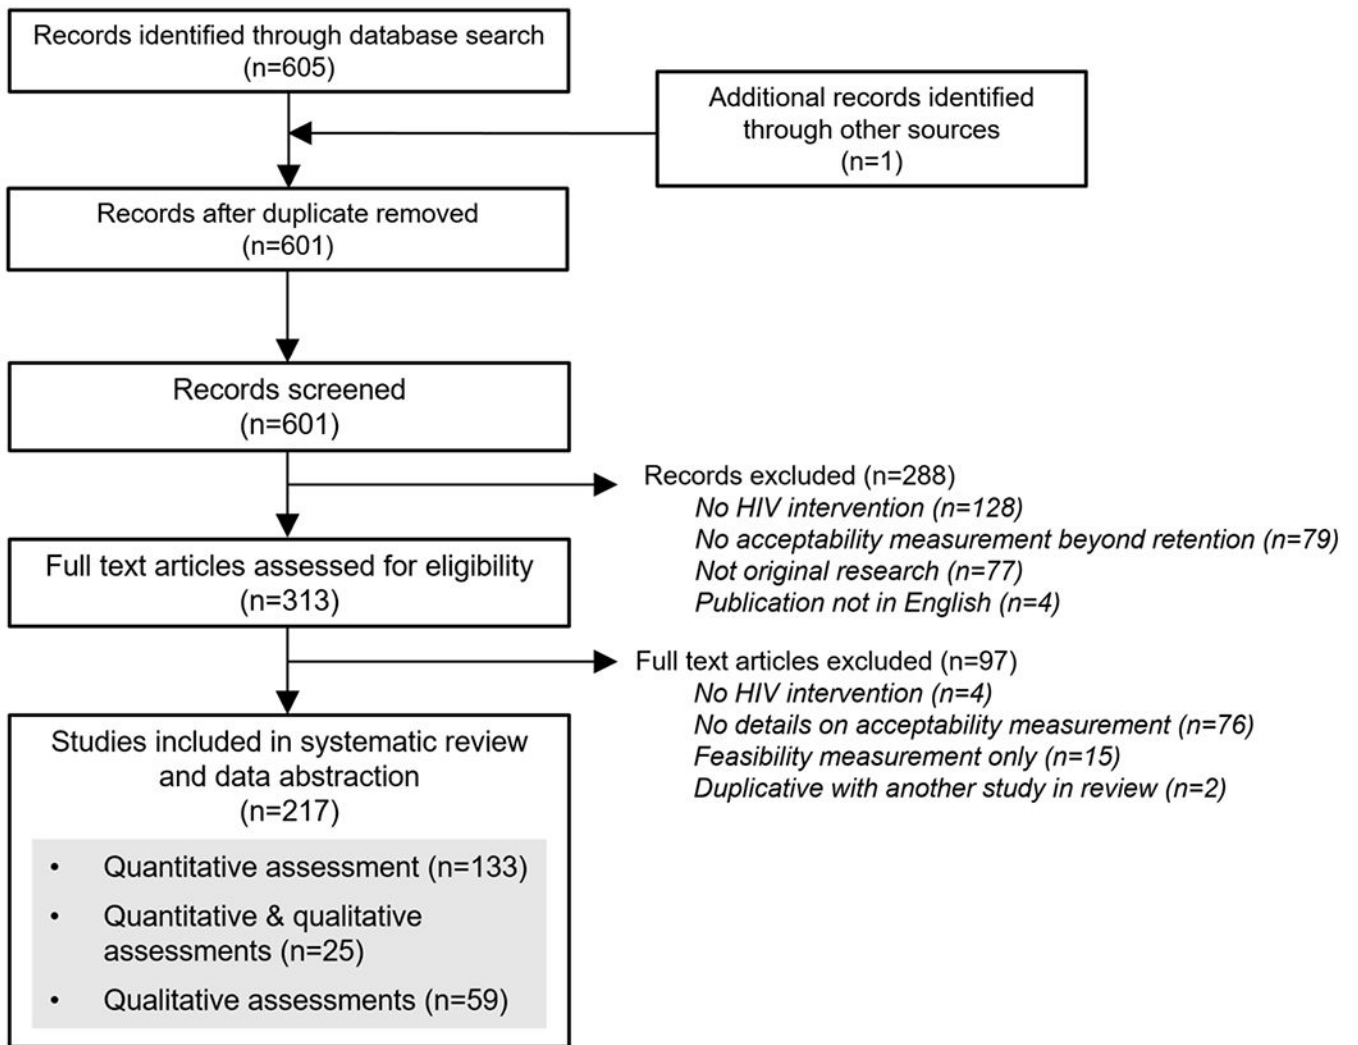 Records identified through database search
(n=605)
Additional records identified
through other sources
(n=1)
Records after duplicate removed
(n=601)
Records screened
(n=601)
Records excluded (n=288)
No HIV intervention (n=128)
No acceptability measurement beyond retention (n=79)
Not original research (n=77)
Publication not in English (n=4)
Full text articles assessed for eligibility
(n=313)
Full text articles excluded (n=97)
No HIV intervention (n=4)
No details on acceptability measurement (n=76)
Feasibility measurement only (n=15)
Duplicative with another study in review (n=2)
Studies included in systematic review
and data abstraction
(n=217)
• Quantitative assessment (n=133)
• Quantitative & qualitative
assessments (n=25)
• Qualitative assessments (n=59)